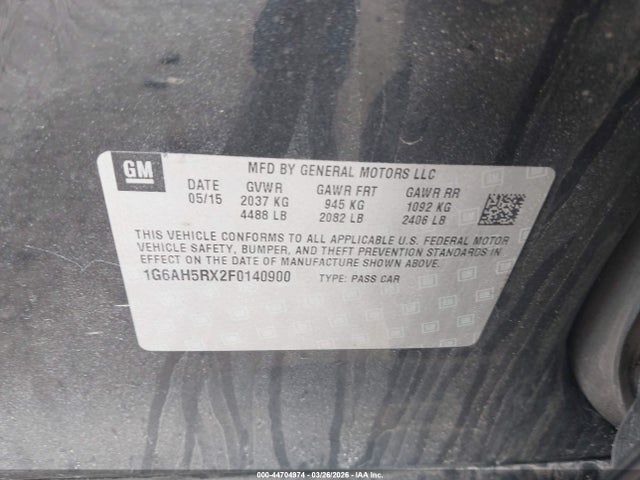 GM
MFD BY GENERAL MOTORS LLC
DATE GVWR GAWR FRT GAWR RR
05/15 2037 KG 945 KG 1092 KG
4488 LB 2082 LB 2406 LB
THIS VEHICLE CONFORMS TO ALL APPLICABLE U.S. FEDERAL MOTOR
VEHICLE SAFETY, BUMPER, AND THEFT PREVENTION STANDARDS IN
EFFECT ON THE DATE OF MANUFACTURE SHOWN ABOVE.
1G6AH5RX2F0140900 TYPE: PASS CAR
000-44704974 | 03/26/2026 - IAA Inc.